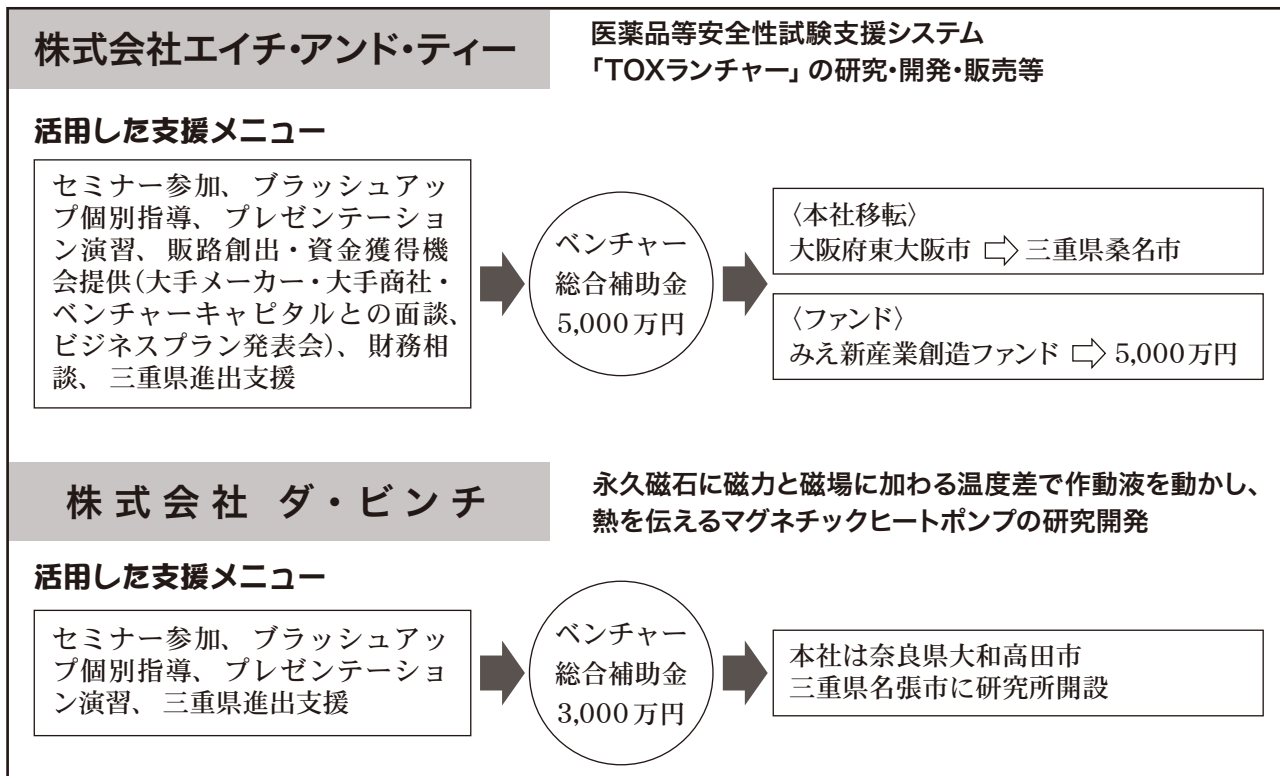 株式会社エイチ・アンド・ティー
医薬品等安全性試験支援システム
「TOXランチャー」の研究・開発・販売等
活用した支援メニュー
セミナー参加、ブラッシュアッ
プ個別指導、プレゼンテーショ
ン演習、販路創出・資金獲得機
会提供(大手メーカー・大手商社・
ベンチャーキャピタルとの面談、
ビジネスプラン発表会)、財務相
談、三重県進出支援
ベンチャー
総合補助金
5,000万円
〈本社移転〉
大阪府東大阪市 ⇨ 三重県桑名市
〈ファンド〉
みえ新産業創造ファンド ⇨ 5,000万円
株式会社 ダ・ビンチ
永久磁石に磁力と磁場に加わる温度差で作動液を動かし、
熱を伝えるマグネチックヒートポンプの研究開発
活用した支援メニュー
セミナー参加、ブラッシュアッ
プ個別指導、プレゼンテーショ
ン演習、三重県進出支援
ベンチャー
総合補助金
3,000万円
本社は奈良県大和高田市
三重県名張市に研究所開設